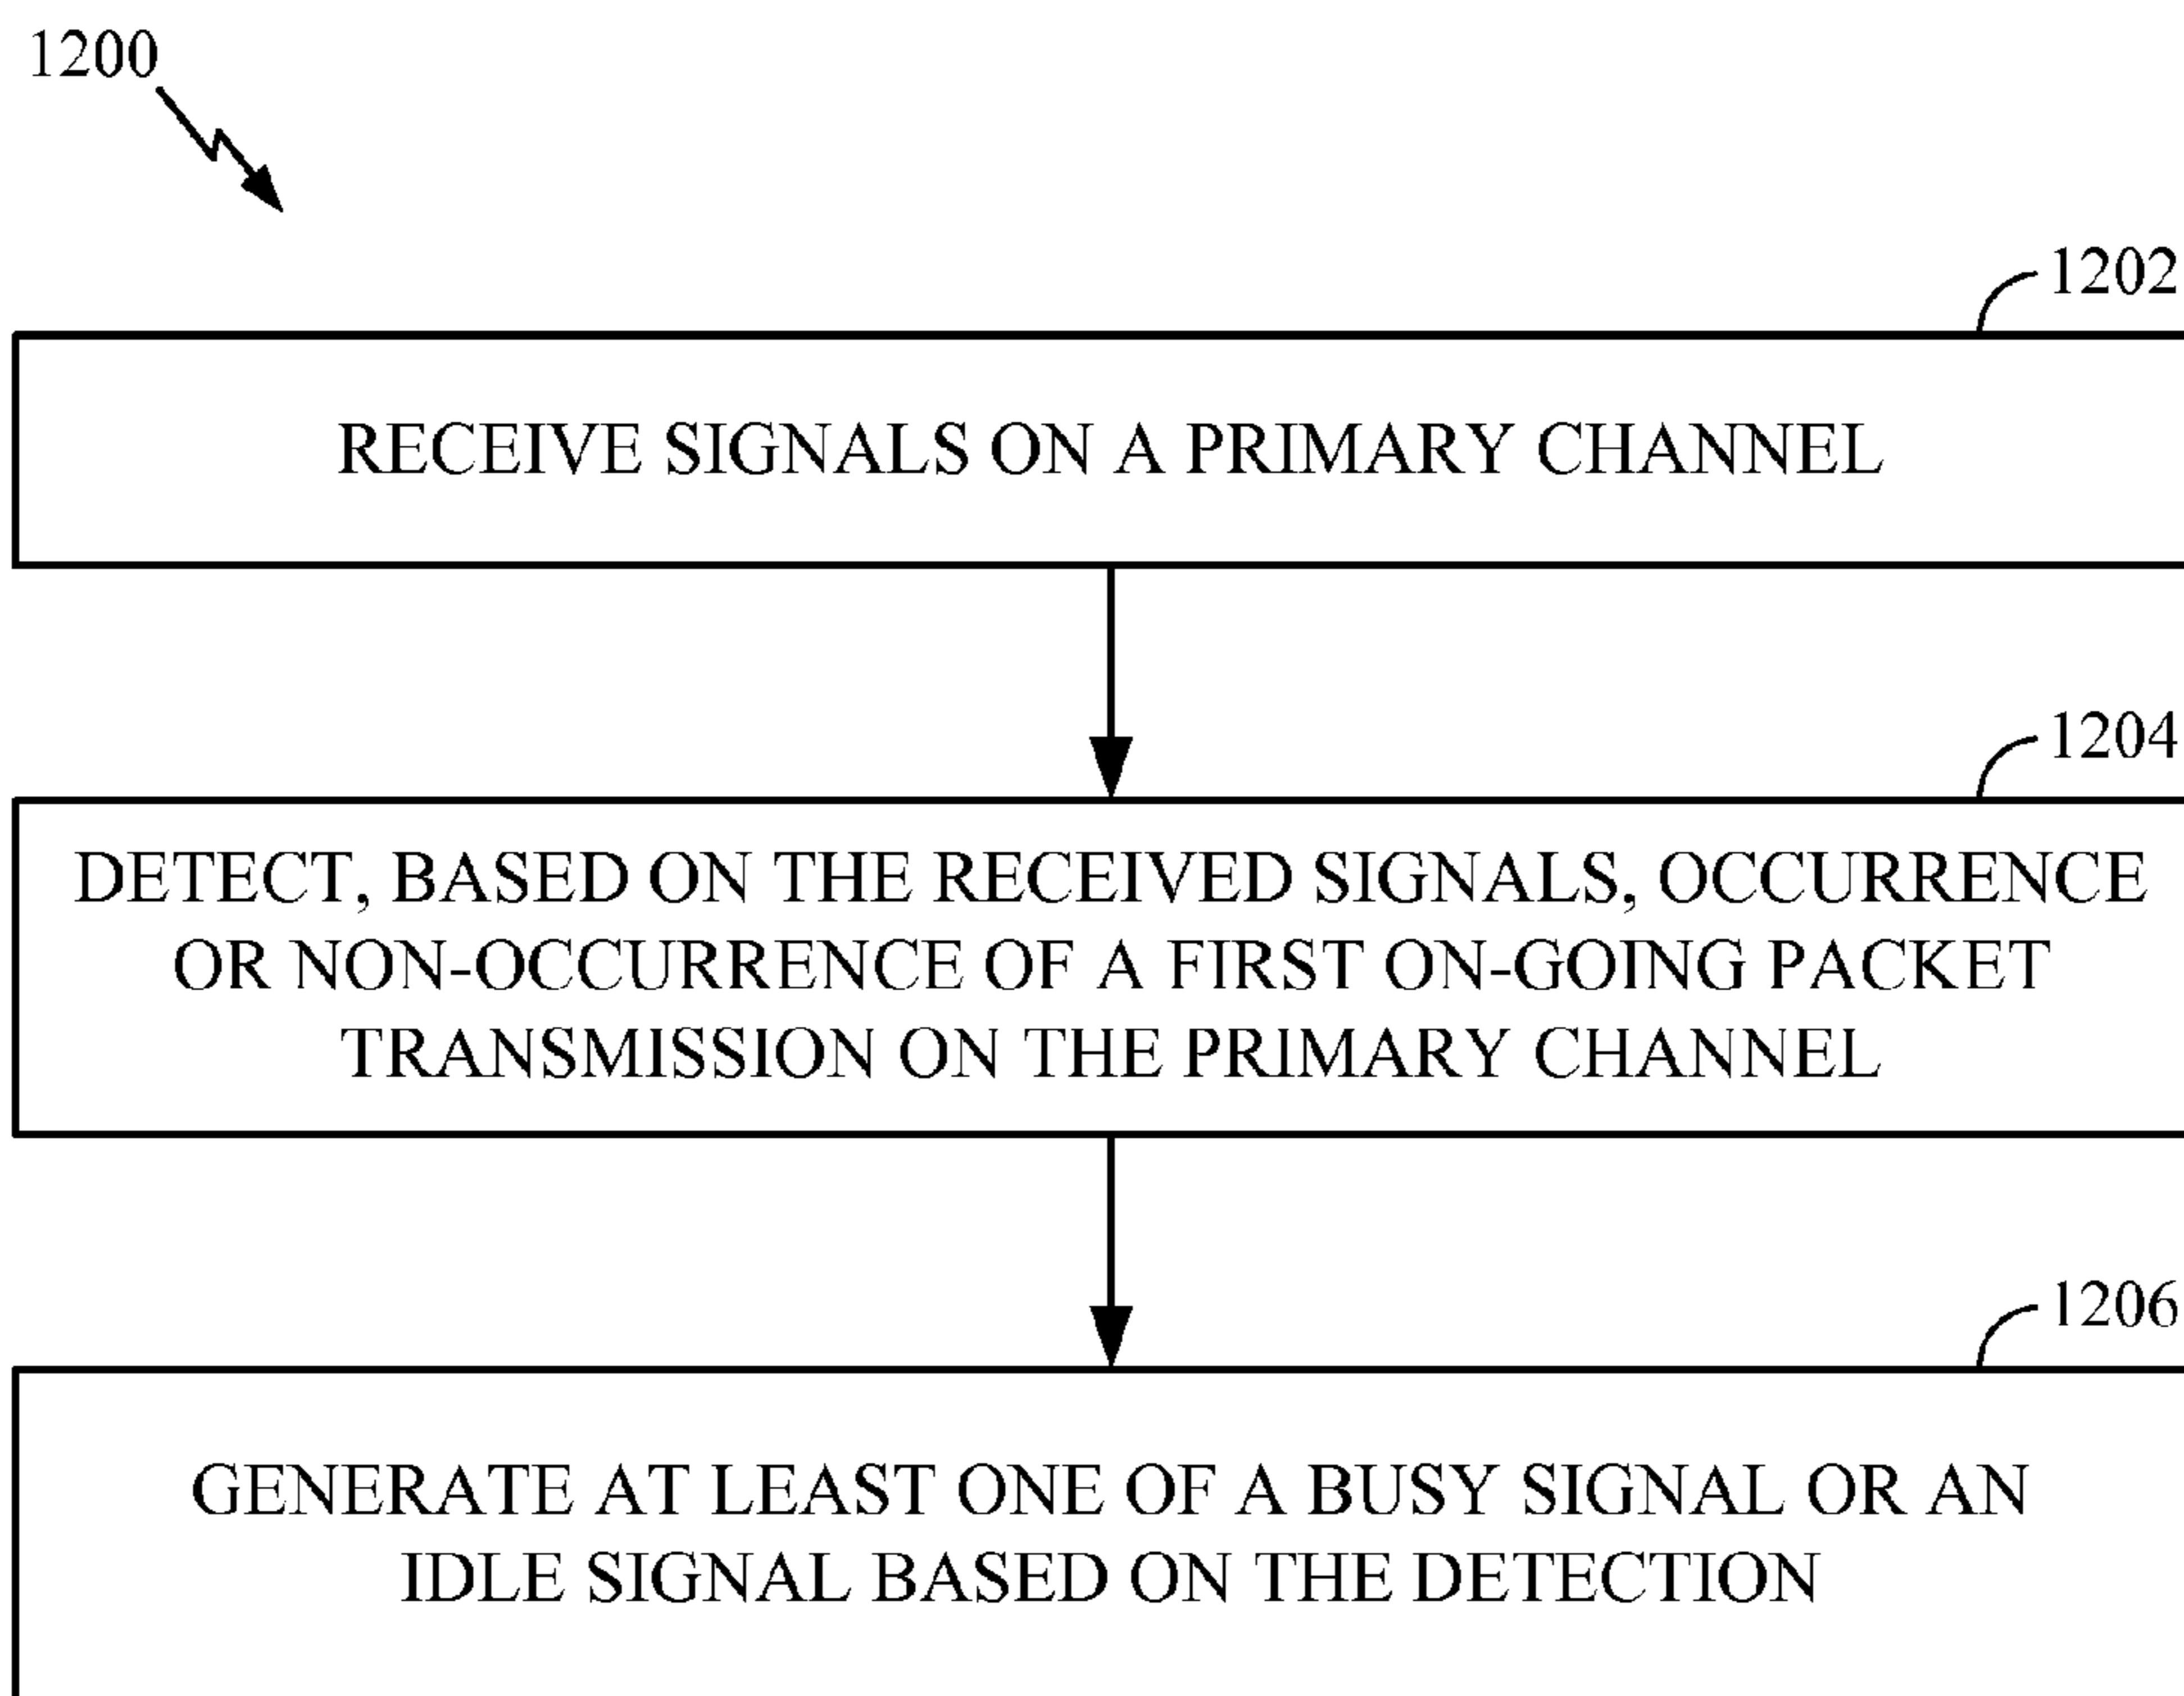 1200
1202
RECEIVE SIGNALS ON A PRIMARY CHANNEL
1204
DETECT, BASED ON THE RECEIVED SIGNALS, OCCURRENCE
OR NON-OCCURRENCE OF A FIRST ON-GOING PACKET
TRANSMISSION ON THE PRIMARY CHANNEL
1206
GENERATE AT LEAST ONE OF A BUSY SIGNAL OR AN
IDLE SIGNAL BASED ON THE DETECTION